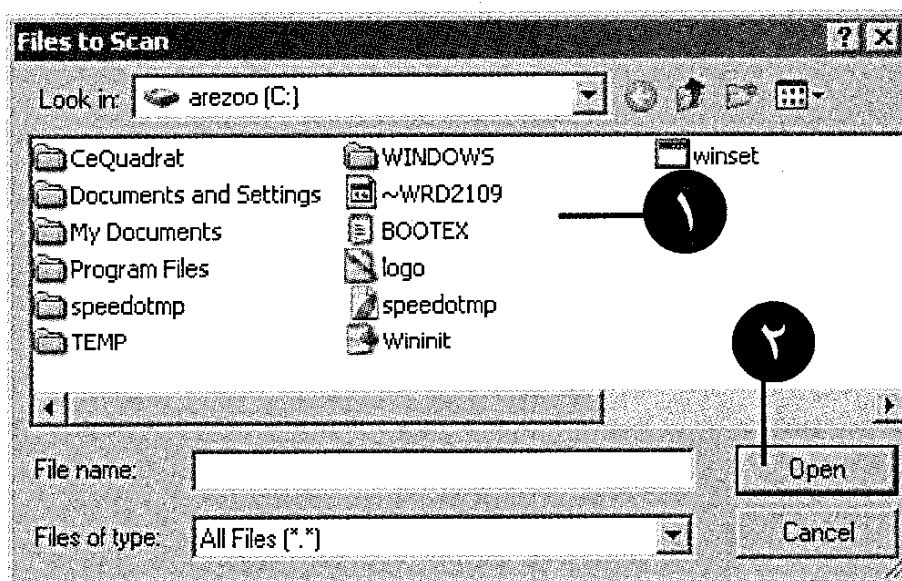 Files to Scan
Look in: arezoo (C:)
CeQuadrat
Documents and Settings
My Documents
Program Files
speedotmp
TEMP
WINDOWS
~WRD2109
BOOTEX
logo
speedotmp
Wininit
winset
۱
۲
File name:
Open
Files of type: All Files (*.*)
Cancel